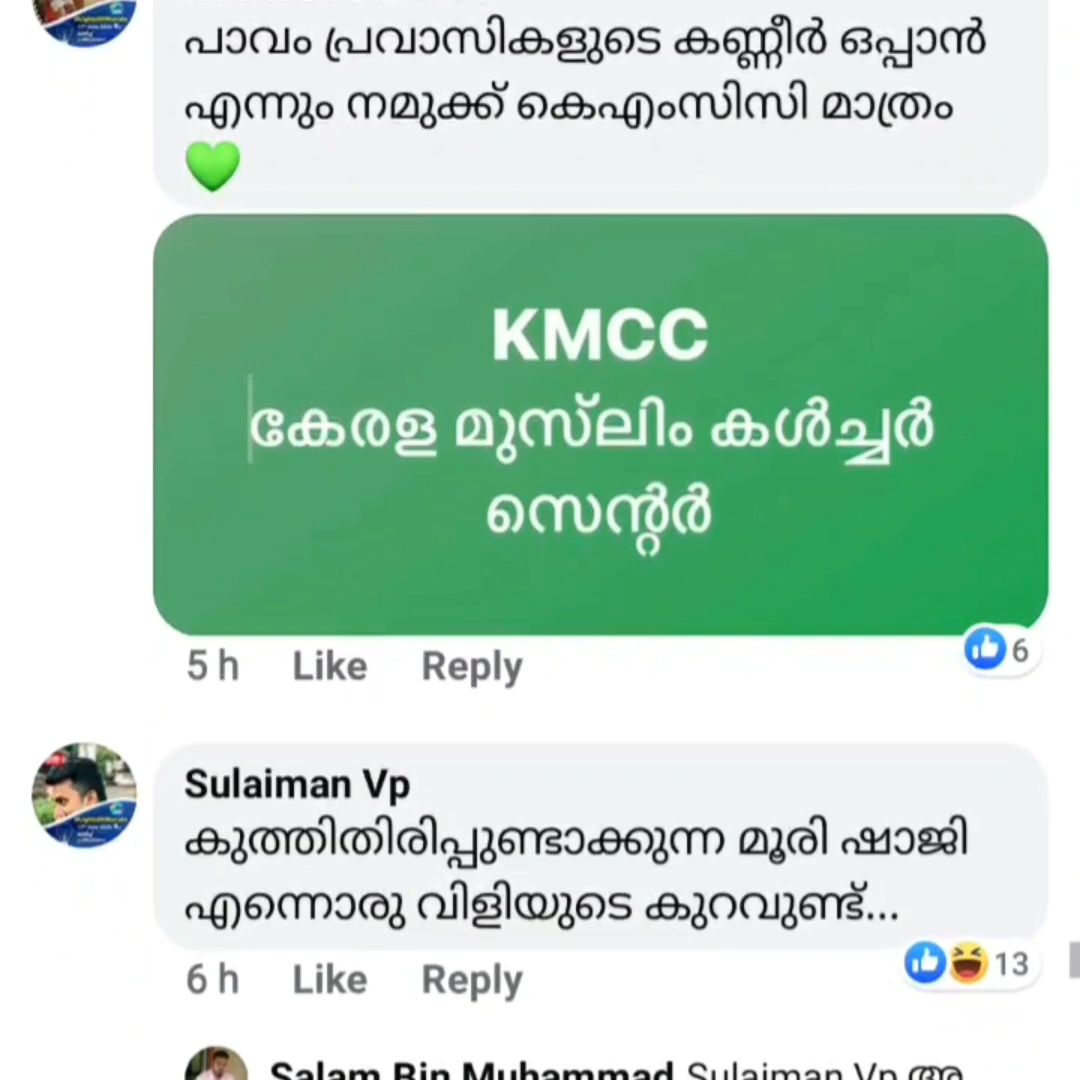 പാവം പ്രവാസികളുടെ കണ്ണീർ ഒപ്പാൻ
എന്നും നമുക്ക് കെഎംസിസി മാത്രം
💚
KMCC
കേരള മുസ്‌ലിം കൾച്ചർ
സെന്റർ
5 h Like Reply 6
Sulaiman Vp
കുത്തിതിരിപ്പുണ്ടാക്കുന്ന മൂരി ഷാജി
എന്നൊരു വിളിയുടെ കുറവുണ്ട്...
6 h Like Reply 13
Salam Bin Muhammad Sulaiman Vp അ